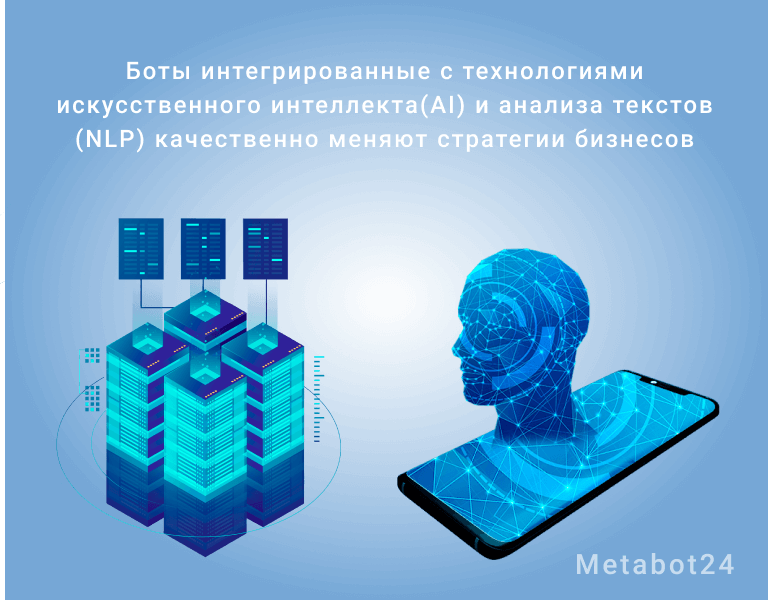 Боты интегрированные с технологиями
искусственного интеллекта(AI) и анализа текстов
(NLP) качественно меняют стратегии бизнесов
Metabot24